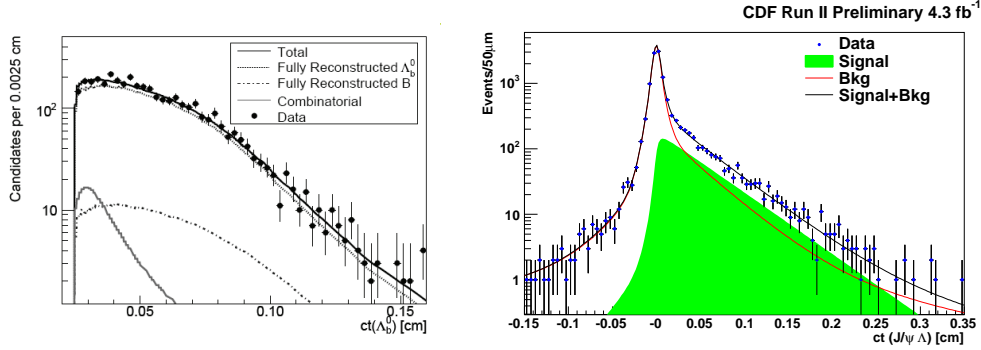 Candidates per 0.0025 cm
10²
10
Total
Fully Reconstructed Λ⁰b
Fully Reconstructed B
Combinatorial
Data
0.05 0.10 0.15
ct(Λ⁰b) [cm]
CDF Run II Preliminary 4.3 fb⁻¹
Events/50μm
10³
10²
10
1
Data
Signal
Bkg
Signal+Bkg
-0.15 -0.1 -0.05 -0 0.05 0.1 0.15 0.2 0.25 0.3 0.35
ct (J/ψ Λ) [cm]